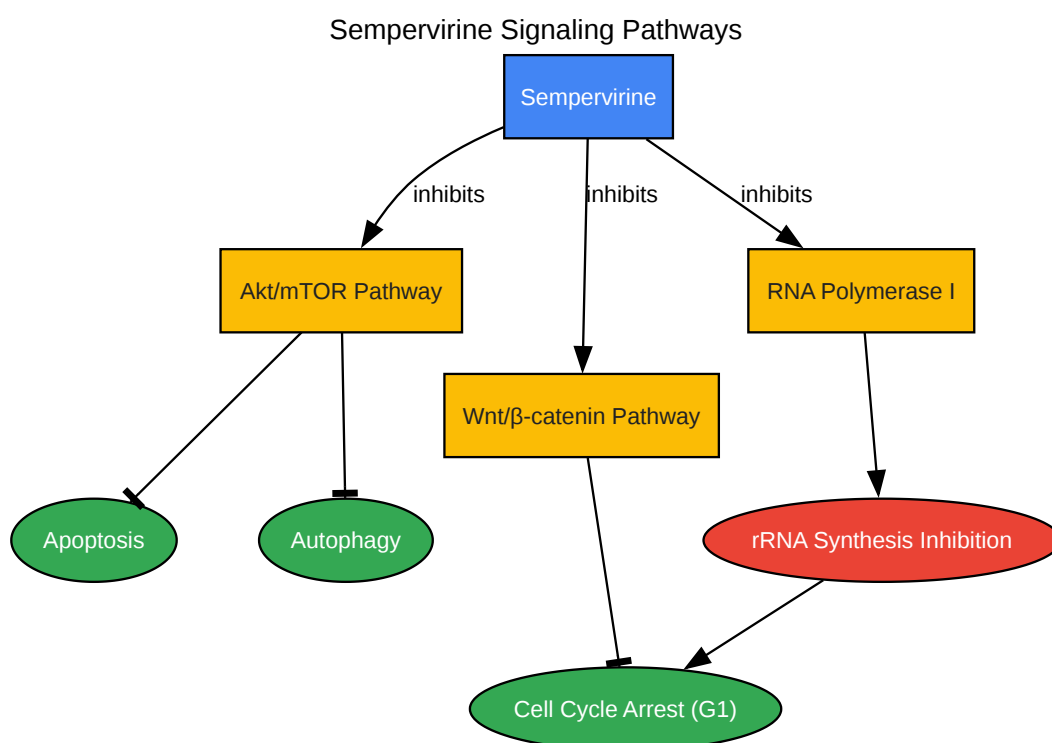 Sempervirine Signaling Pathways
Sempervirine
inhibits
inhibits
inhibits
Akt/mTOR Pathway
RNA Polymerase I
Wnt/β-catenin Pathway
Apoptosis
Autophagy
rRNA Synthesis Inhibition
Cell Cycle Arrest (G1)